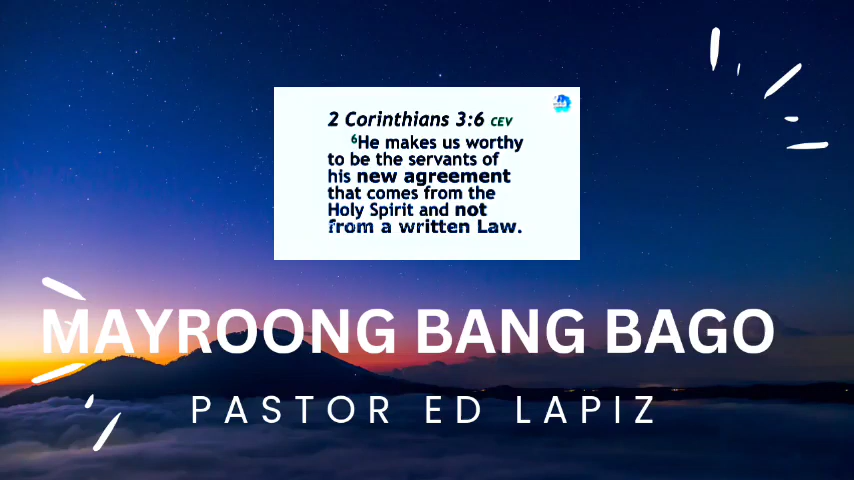 2 Corinthians 3:6 CEV
6He makes us worthy
to be the servants of
his new agreement
that comes from the
Holy Spirit and not
from a written Law.
MAYROONG BANG BAGO
PASTOR ED LAPIZ